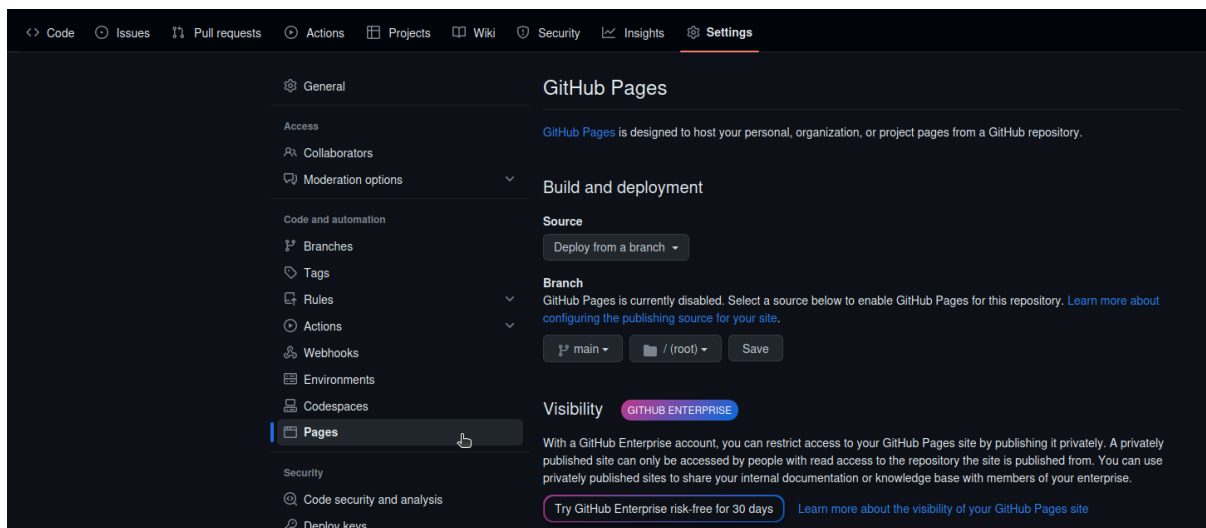 Code Issues Pull requests Actions Projects Wiki Security Insights Settings
General
Access
Collaborators
Moderation options
Code and automation
Branches
Tags
Rules
Actions
Webhooks
Environments
Codespaces
Pages
Security
Code security and analysis
Deploy keys
GitHub Pages
GitHub Pages is designed to host your personal, organization, or project pages from a GitHub repository.
Build and deployment
Source
Deploy from a branch
Branch
GitHub Pages is currently disabled. Select a source below to enable GitHub Pages for this repository. Learn more about
configuring the publishing source for your site.
main / (root) Save
Visibility GITHUB ENTERPRISE
With a GitHub Enterprise account, you can restrict access to your GitHub Pages site by publishing it privately. A privately
published site can only be accessed by people with read access to the repository the site is published from. You can use
privately published sites to share your internal documentation or knowledge base with members of your enterprise.
Try GitHub Enterprise risk-free for 30 days Learn more about the visibility of your GitHub Pages site